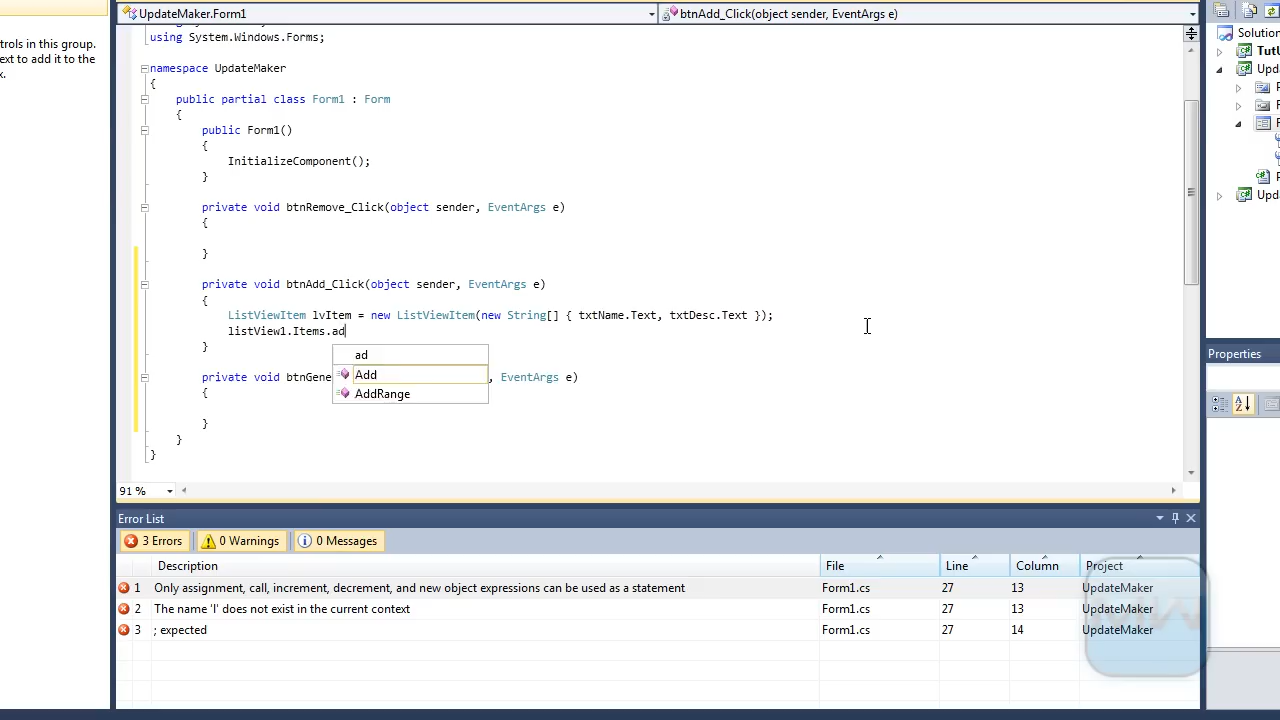 trols in this group.
ext to add it to the
x.
UpdateMaker.Form1
btnAdd_Click(object sender, EventArgs e)
using System.Windows.Forms;
namespace UpdateMaker
{
public partial class Form1 : Form
{
public Form1()
{
InitializeComponent();
}
private void btnRemove_Click(object sender, EventArgs e)
{
}
private void btnAdd_Click(object sender, EventArgs e)
{
ListViewItem lvItem = new ListViewItem(new String[] { txtName.Text, txtDesc.Text });
listView1.Items.ad
}
ad
Add
AddRange
private void btnGene , EventArgs e)
{
}
}
}
91 %
Solution
TutU
Upda
P
F
F
P
Upda
Properties
Error List
3 Errors
0 Warnings
0 Messages
Description File Line Column Project
1 Only assignment, call, increment, decrement, and new object expressions can be used as a statement Form1.cs 27 13 UpdateMaker
2 The name 'l' does not exist in the current context Form1.cs 27 13 UpdateMaker
3 ; expected Form1.cs 27 14 UpdateMaker